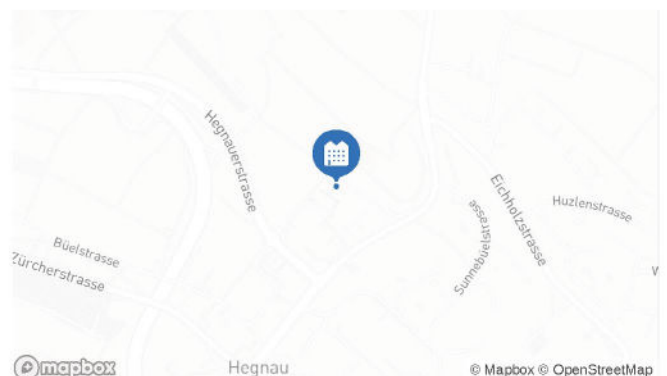 Hegnauerstrasse
Eichholzstrasse
Huzlenstrasse
Sunnebüelstrasse
Büelstrasse
Zürcherstrasse
W
mapbox
Hegnau
© Mapbox © OpenStreetMap